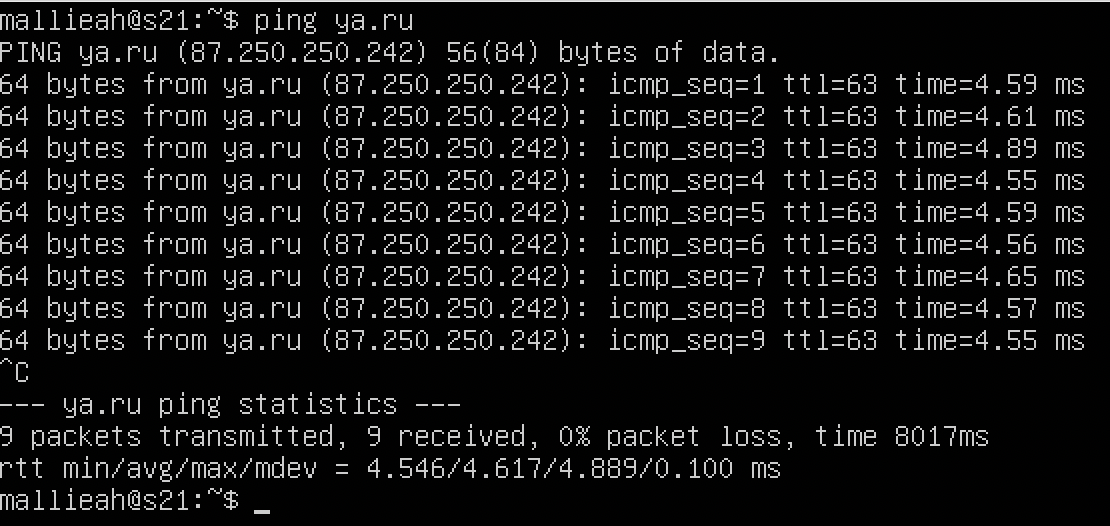 mallieah@s21:~$ ping ya.ru
PING ya.ru (87.250.250.242) 56(84) bytes of data.
64 bytes from ya.ru (87.250.250.242): icmp_seq=1 ttl=63 time=4.59 ms
64 bytes from ya.ru (87.250.250.242): icmp_seq=2 ttl=63 time=4.61 ms
64 bytes from ya.ru (87.250.250.242): icmp_seq=3 ttl=63 time=4.89 ms
64 bytes from ya.ru (87.250.250.242): icmp_seq=4 ttl=63 time=4.55 ms
64 bytes from ya.ru (87.250.250.242): icmp_seq=5 ttl=63 time=4.59 ms
64 bytes from ya.ru (87.250.250.242): icmp_seq=6 ttl=63 time=4.56 ms
64 bytes from ya.ru (87.250.250.242): icmp_seq=7 ttl=63 time=4.65 ms
64 bytes from ya.ru (87.250.250.242): icmp_seq=8 ttl=63 time=4.57 ms
64 bytes from ya.ru (87.250.250.242): icmp_seq=9 ttl=63 time=4.55 ms
^C
--- ya.ru ping statistics ---
9 packets transmitted, 9 received, 0% packet loss, time 8017ms
rtt min/avg/max/mdev = 4.546/4.617/4.889/0.100 ms
mallieah@s21:~$ _